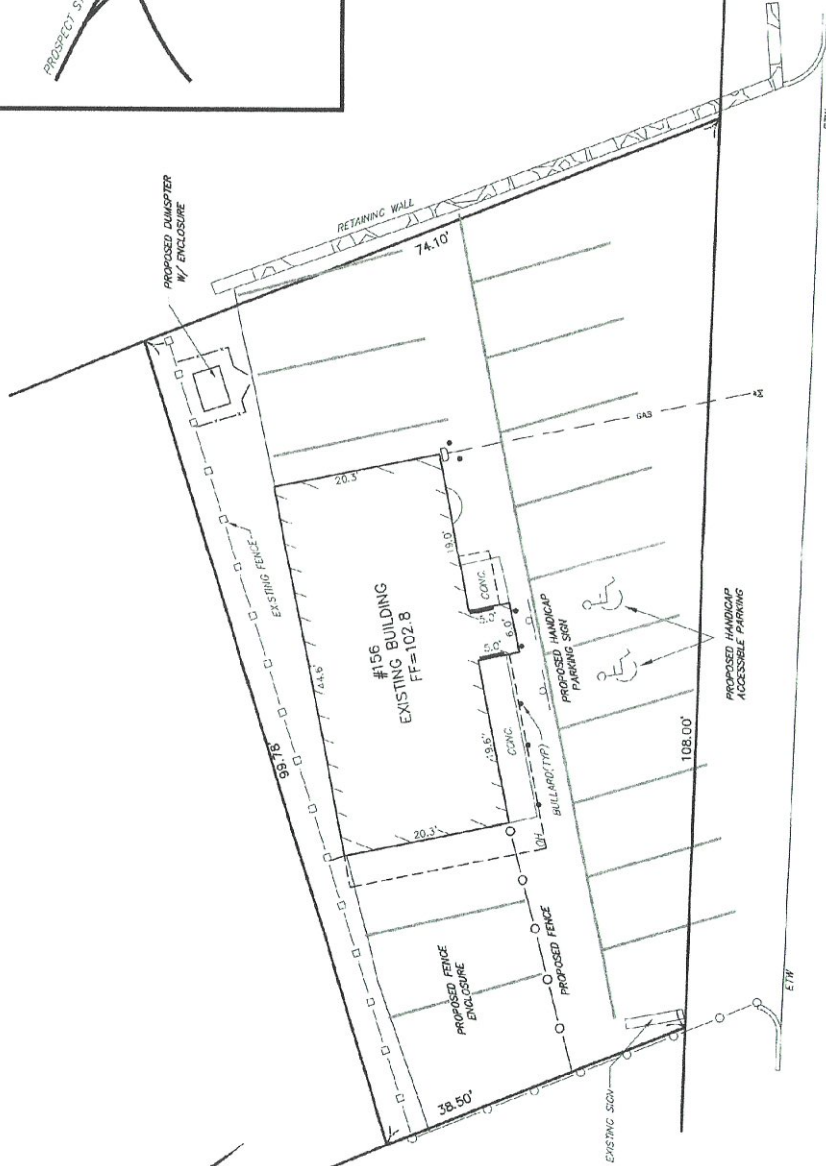 PROSPECT S
PROPOSED DUMSPTER
W/ ENCLOSURE
RETAINING WALL
74.10'
EXISTING FENCE
20.3'
GAS
99.78'
44.6'
#156
EXISTING BUILDING
FF=102.8
19.0'
CONC.
5.0'
6.0'
PROPOSED HANDICAP
PARKING SIGN
PROPOSED HANDICAP
ACCESSIBLE PARKING
19.6'
CONC.
BULLARD(TYP)
108.00'
20.3'
OH
PROPOSED FENCE
ENCLOSURE
PROPOSED FENCE
38.50'
EXISTING SIGN
ETW